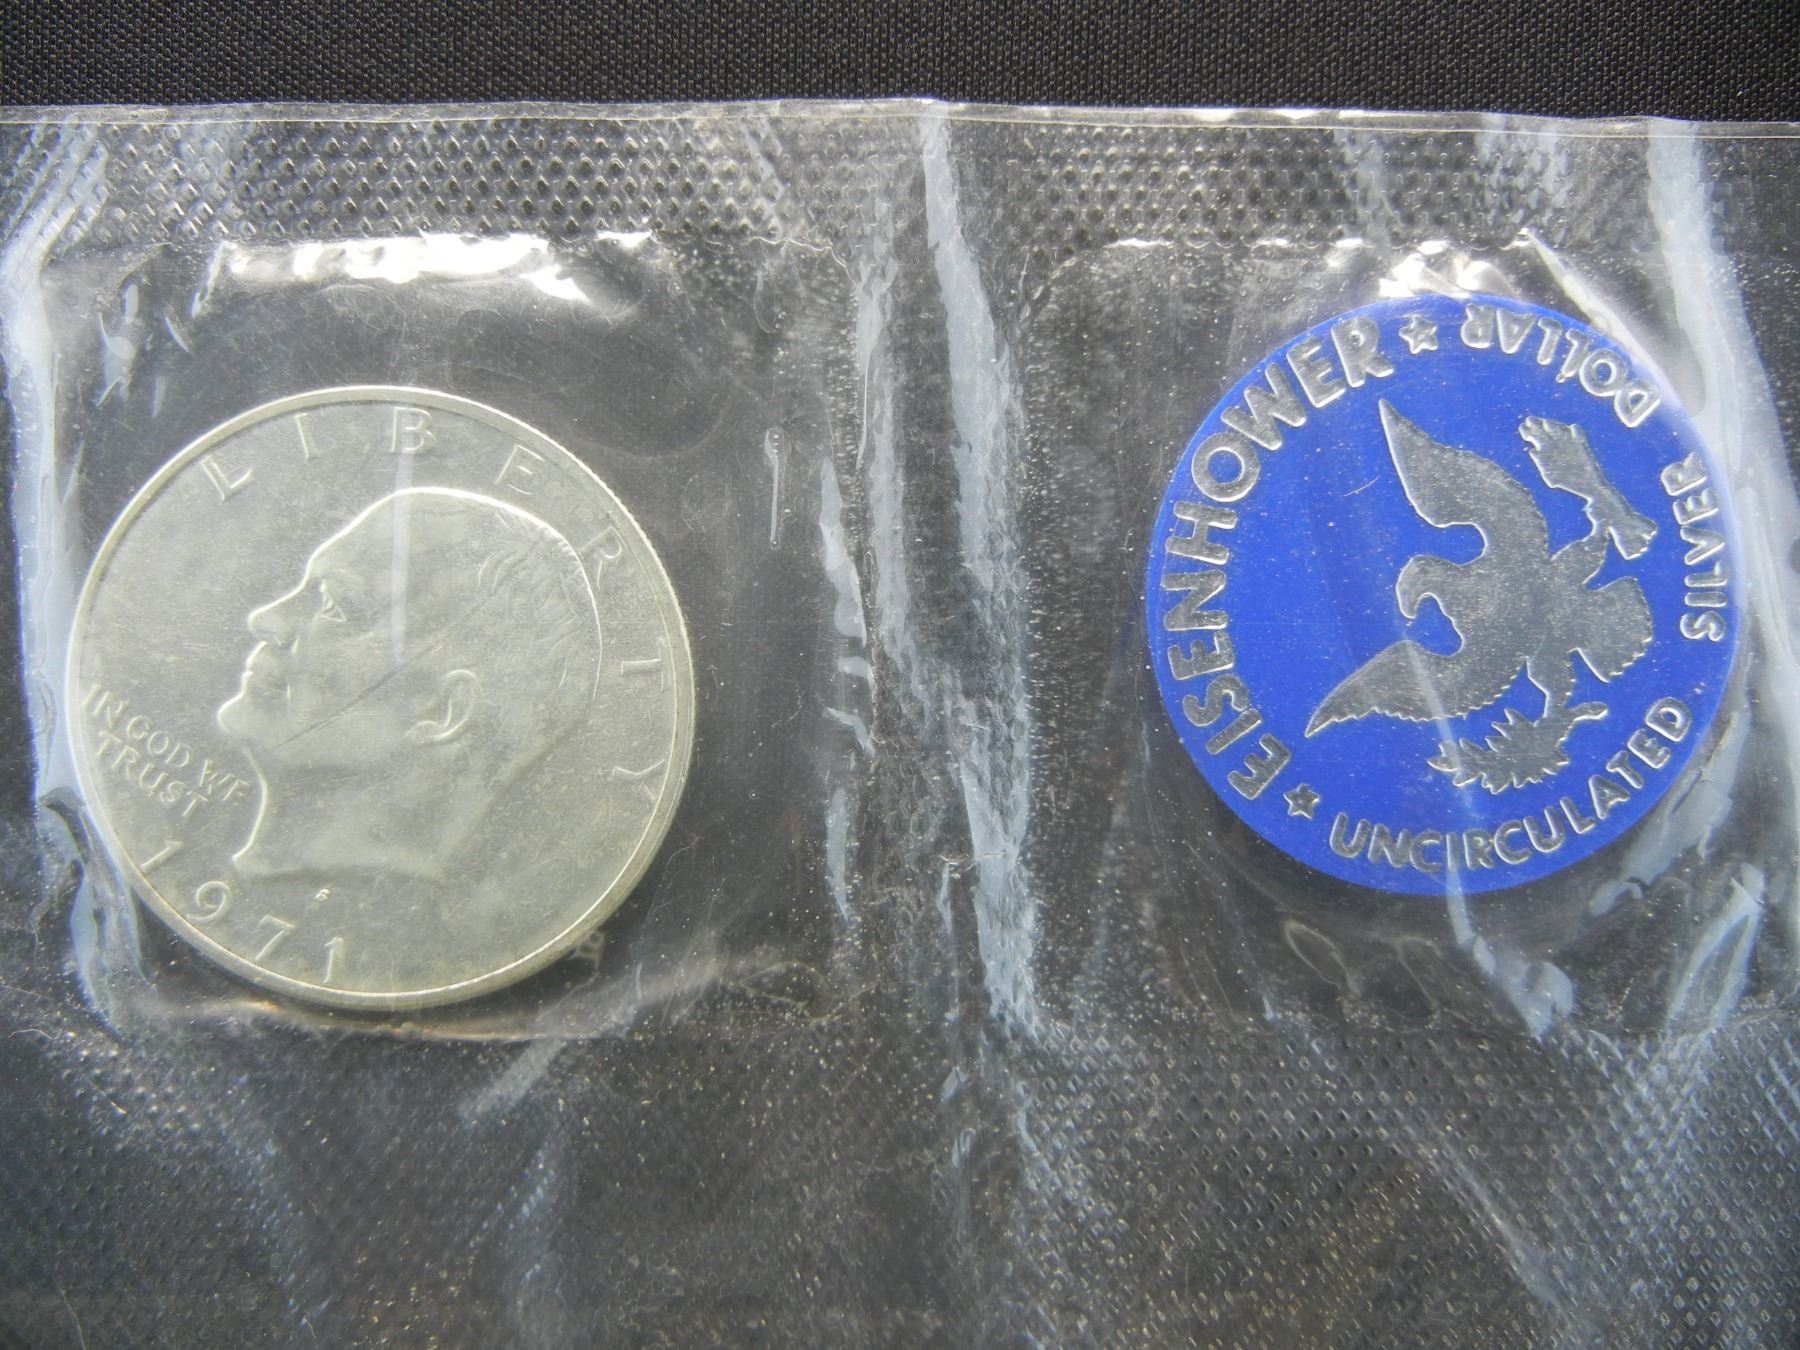 LIBERTY
IN GOD WE
TRUST
1971
S
EISENHOWER ★ DOLLAR
SILVER
UNCIRCULATED ★